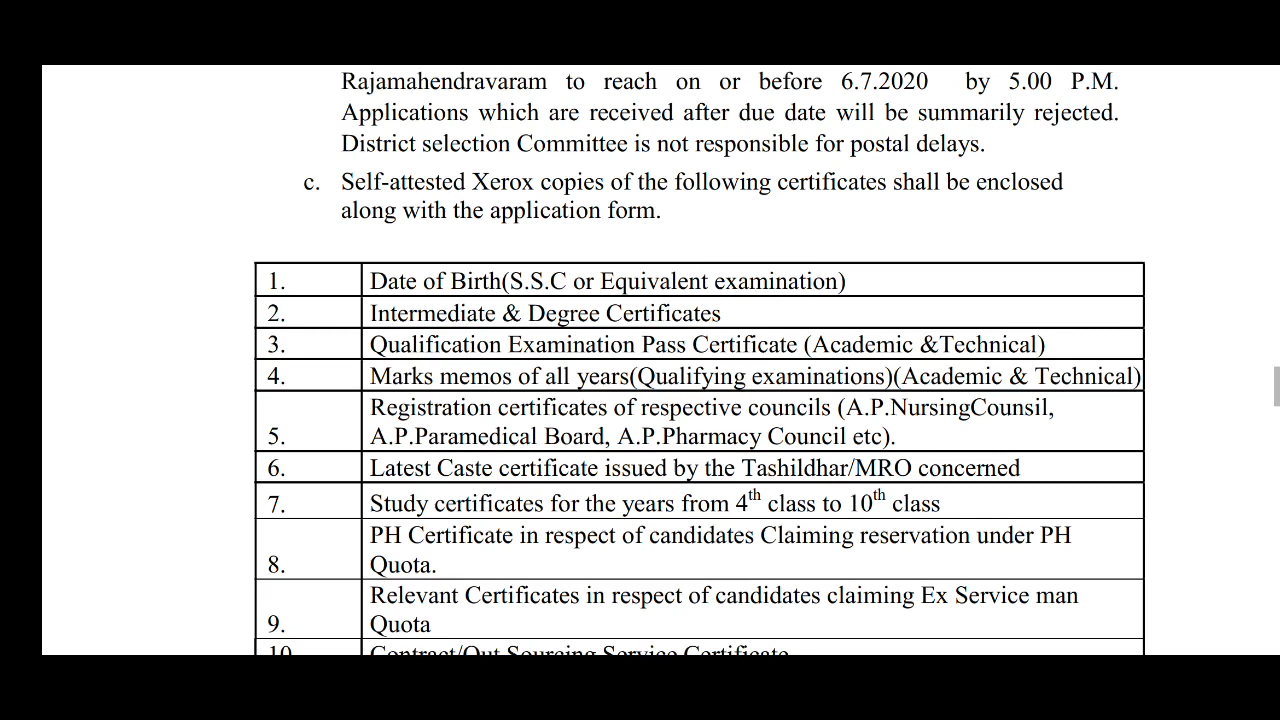 Rajamahendravaram to reach on or before 6.7.2020 by 5.00 P.M.
Applications which are received after due date will be summarily rejected.
District selection Committee is not responsible for postal delays.
c. Self-attested Xerox copies of the following certificates shall be enclosed
along with the application form.
1. Date of Birth(S.S.C or Equivalent examination)
2. Intermediate & Degree Certificates
3. Qualification Examination Pass Certificate (Academic &Technical)
4. Marks memos of all years(Qualifying examinations)(Academic & Technical)
Registration certificates of respective councils (A.P.NursingCounsil,
5. A.P.Paramedical Board, A.P.Pharmacy Council etc).
6. Latest Caste certificate issued by the Tashildhar/MRO concerned
7. Study certificates for the years from 4th class to 10th class
PH Certificate in respect of candidates Claiming reservation under PH
8. Quota.
Relevant Certificates in respect of candidates claiming Ex Service man
9. Quota
10. Contract/Out Sourcing Service Certificate